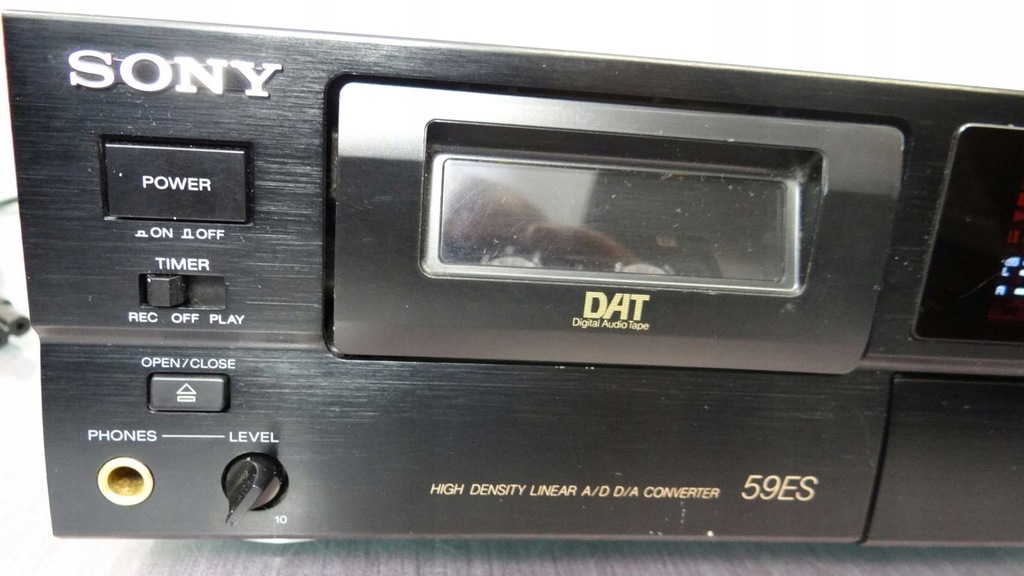 SONY
POWER
ON OFF
TIMER
REC OFF PLAY
OPEN/CLOSE
PHONES LEVEL
10
DAT
Digital Audio Tape
HIGH DENSITY LINEAR A/D D/A CONVERTER 59ES